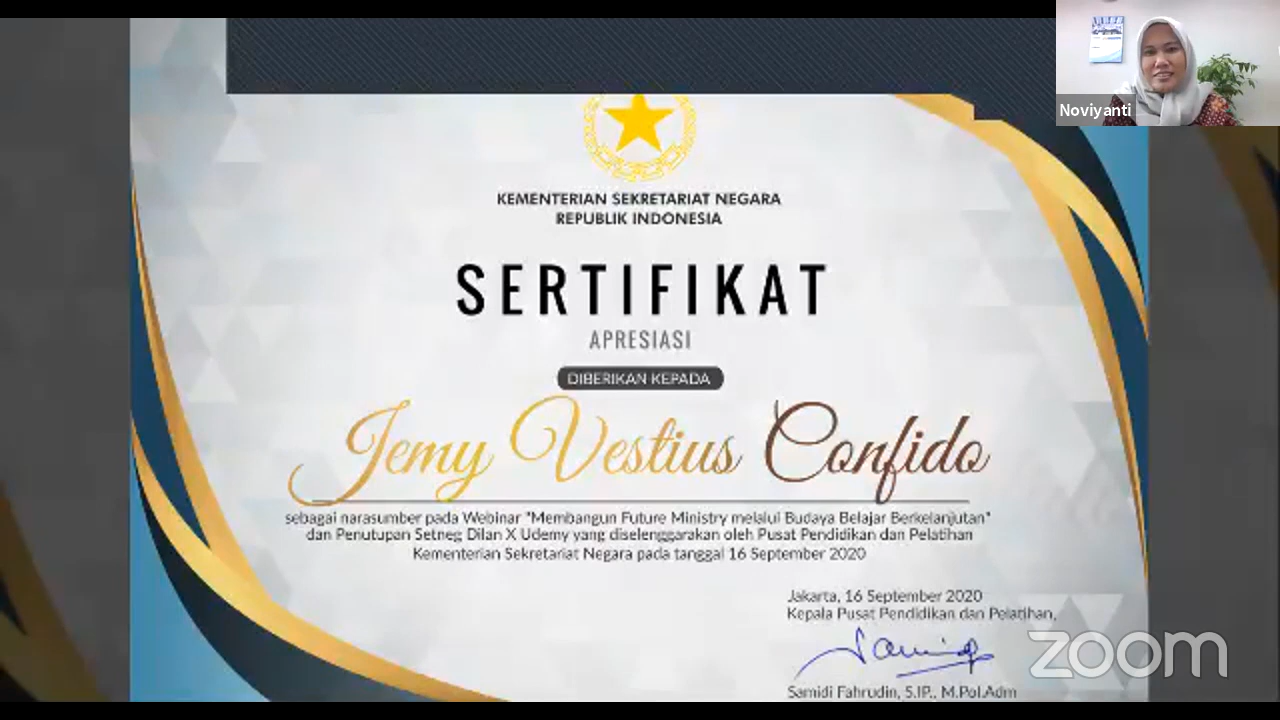 Noviyanti
KEMENTERIAN SEKRETARIAT NEGARA
REPUBLIK INDONESIA
SERTIFIKAT
APRESIASI
DIBERIKAN KEPADA
Jemy Vestius Confido
sebagai narasumber pada Webinar "Membangun Future Ministry melalui Budaya Belajar Berkelanjutan"
dan Penutupan Setneg Dilan X Udemy yang diselenggarakan oleh Pusat Pendidikan dan Pelatihan
Kementerian Sekretariat Negara pada tanggal 16 September 2020
Jakarta, 16 September 2020
Kepala Pusat Pendidikan dan Pelatihan,
Samidi Fahrudin, S.IP., M.Pol.Adm
zoom